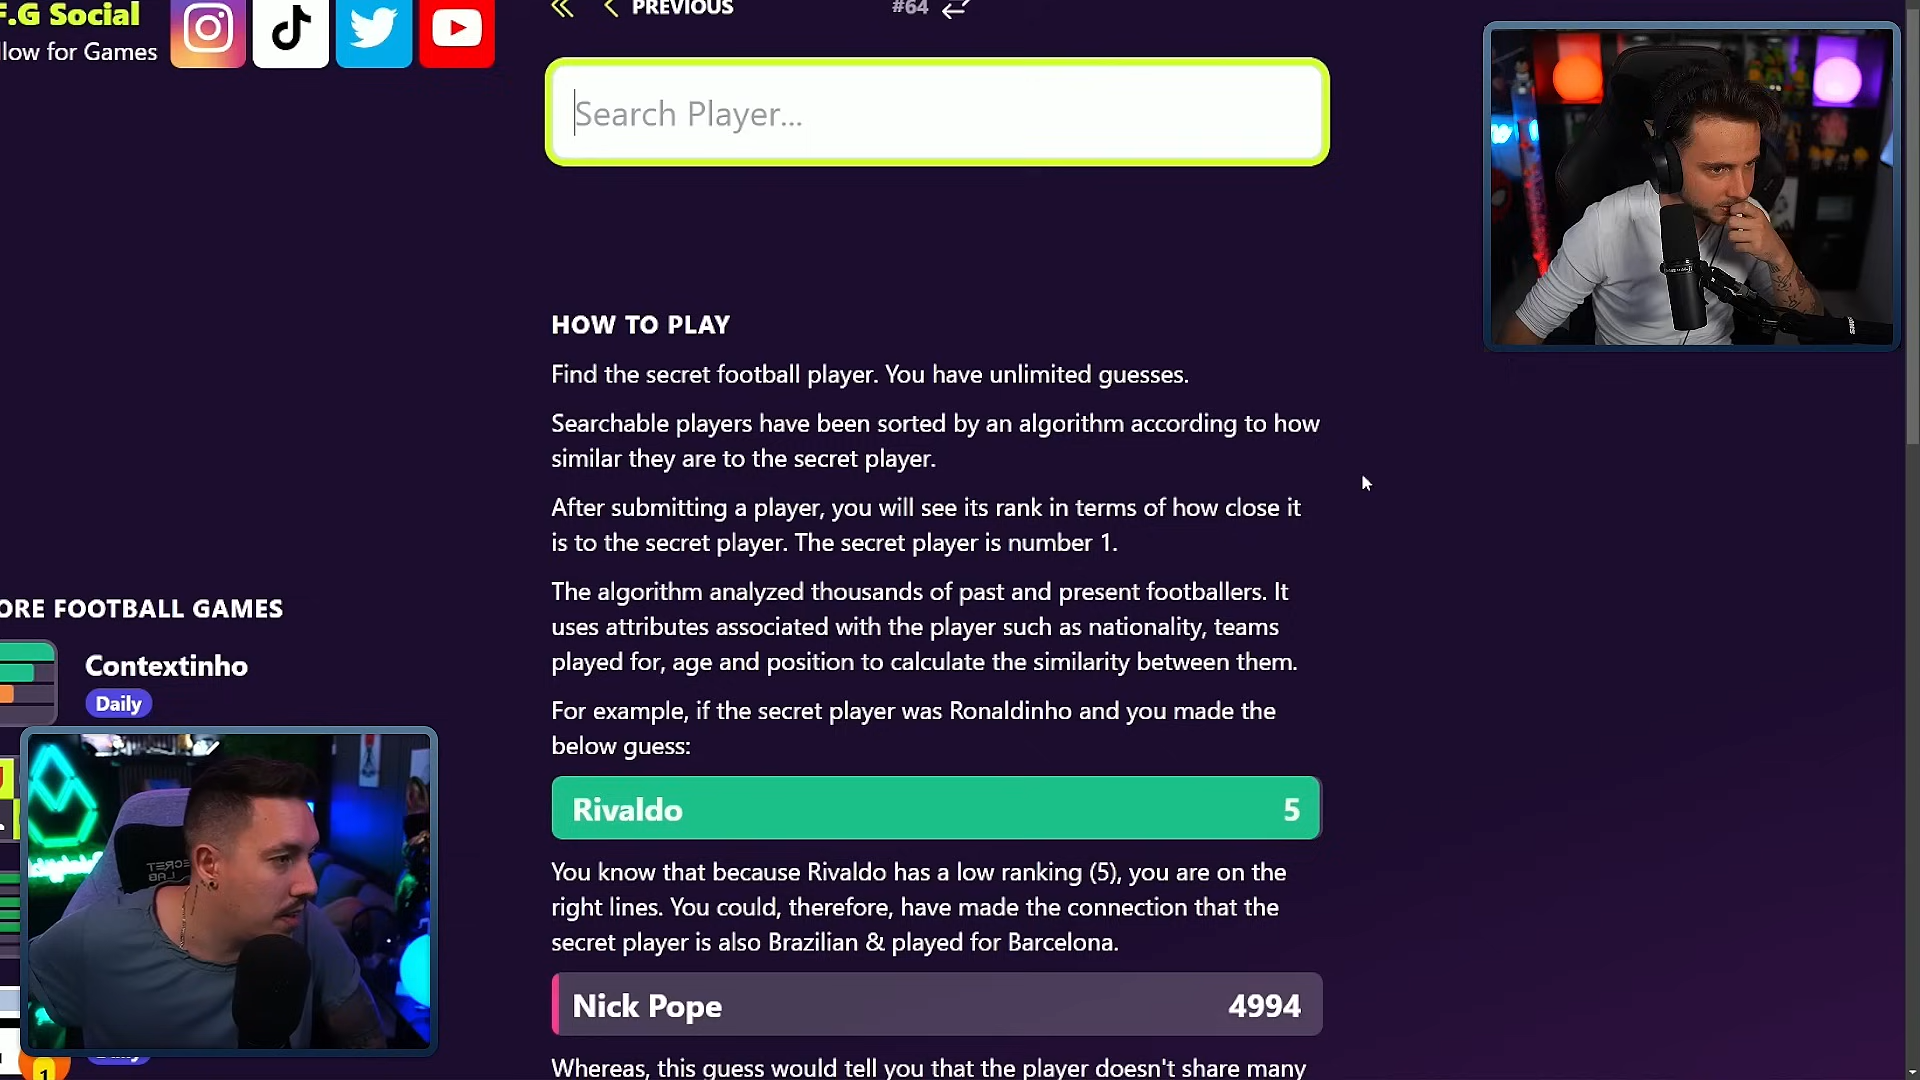 F.G Social
llow for Games
PREVIOUS
#64
Search Player...
HOW TO PLAY
Find the secret football player. You have unlimited guesses.
Searchable players have been sorted by an algorithm according to how
similar they are to the secret player.
After submitting a player, you will see its rank in terms of how close it
is to the secret player. The secret player is number 1.
The algorithm analyzed thousands of past and present footballers. It
uses attributes associated with the player such as nationality, teams
played for, age and position to calculate the similarity between them.
For example, if the secret player was Ronaldinho and you made the
below guess:
Rivaldo 5
You know that because Rivaldo has a low ranking (5), you are on the
right lines. You could, therefore, have made the connection that the
secret player is also Brazilian & played for Barcelona.
Nick Pope 4994
Whereas, this guess would tell you that the player doesn't share many
ORE FOOTBALL GAMES
Contextinho
Daily
SECRET
LAB
1